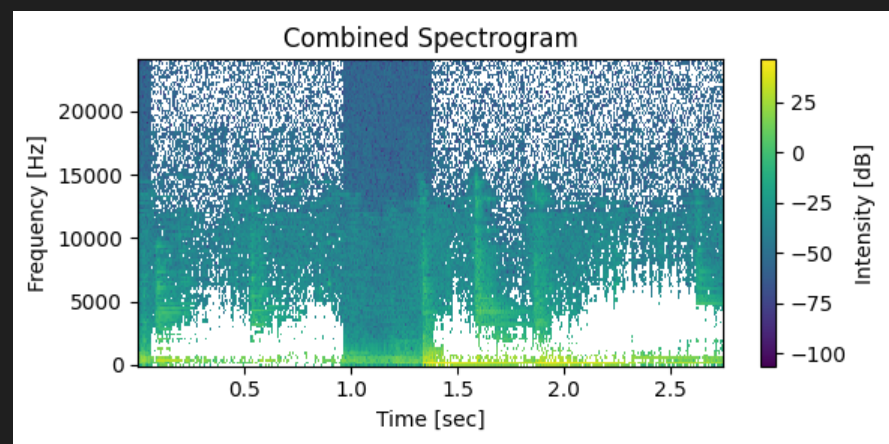 Combined Spectrogram
20000
15000
10000
5000
0
Frequency [Hz]
0.5 1.0 1.5 2.0 2.5
Time [sec]
25
0
−25
−50
−75
−100
Intensity [dB]